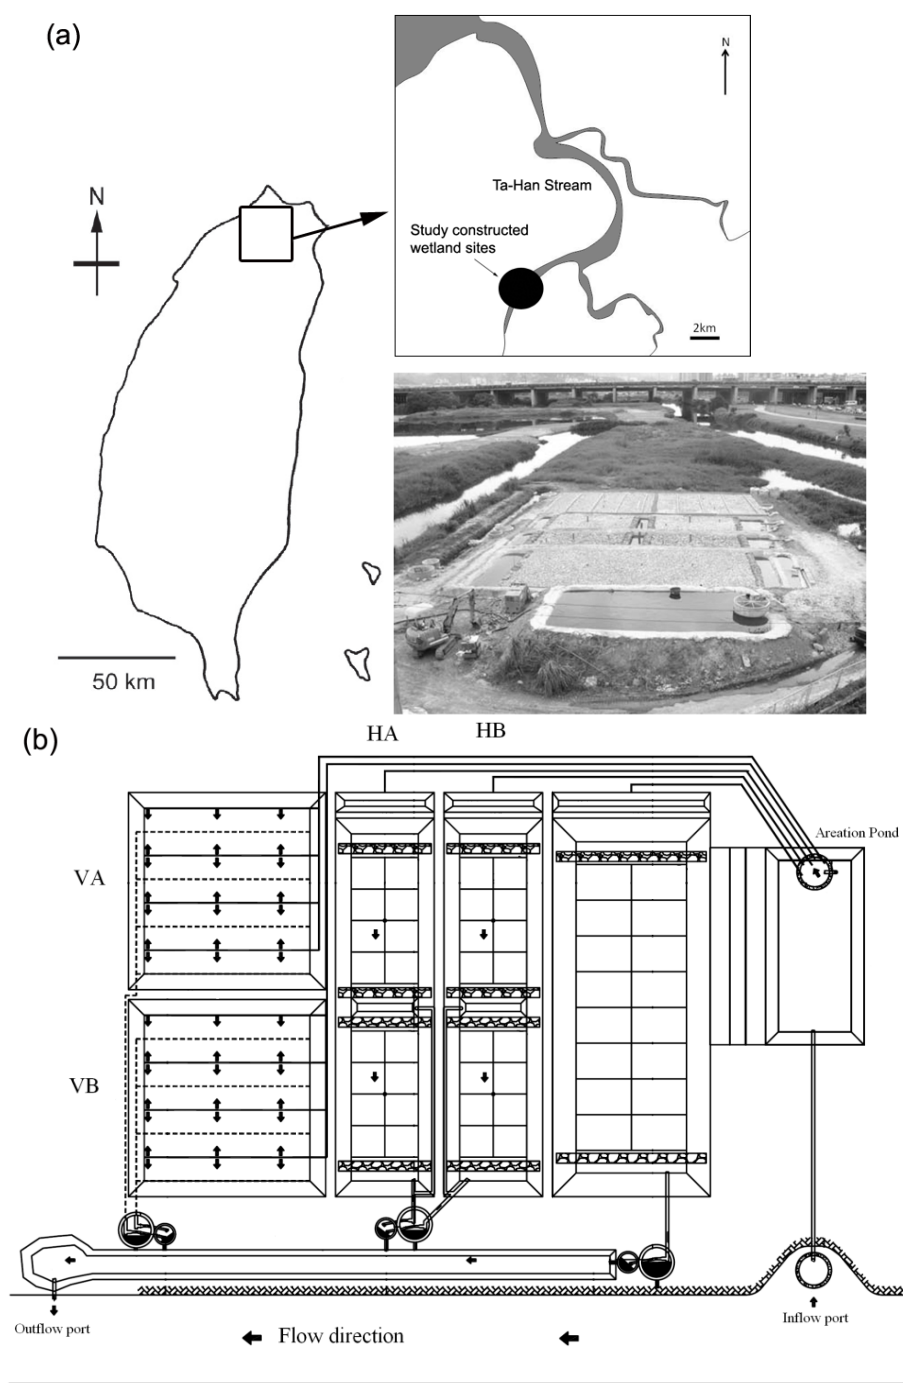 (a)
N
N
Ta-Han Stream
Study constructed
wetland sites
2km
50 km
(b)
HA
HB
Areation Pond
VA
VB
Outflow port
Flow direction
Inflow port